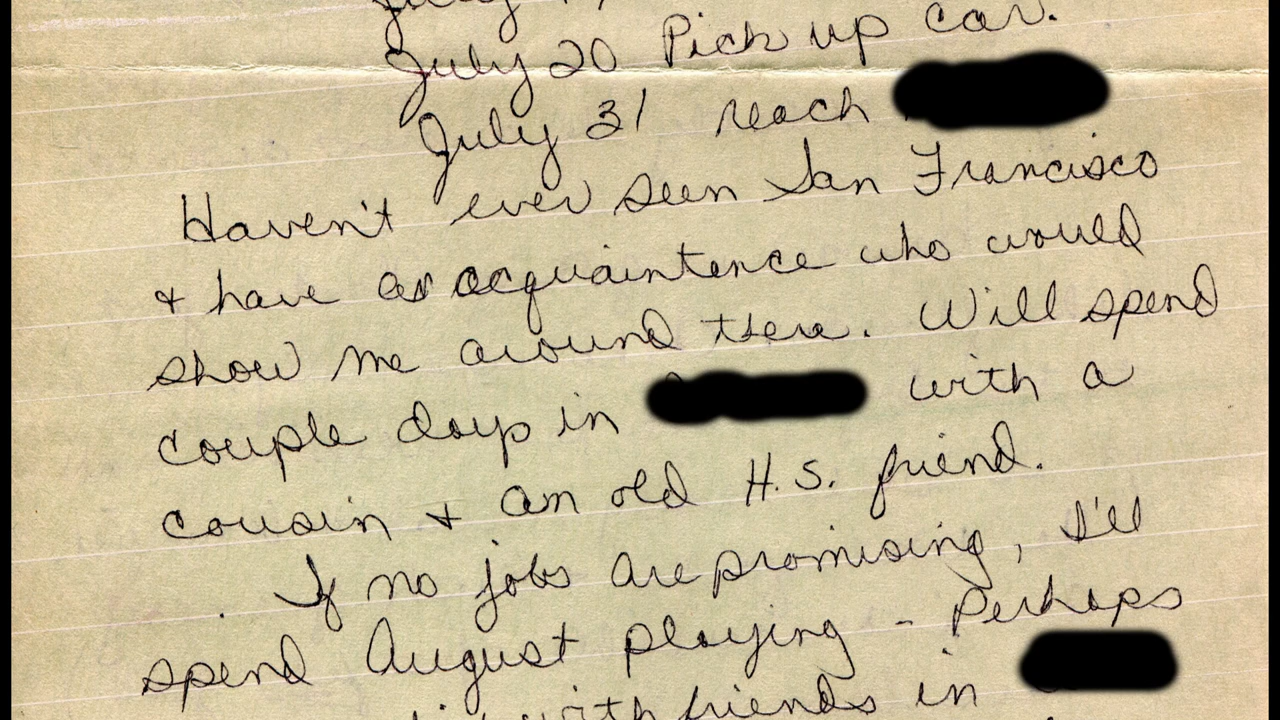 July
July 20 Pick up car.
July 31 reach
Haven't ever seen San Francisco
& have as acquaintence who would
show me around there. Will spend
couple days in with a
cousin & an old H.S. friend.
If no jobs are promising, I'll
spend August playing - Perhaps
with friends in